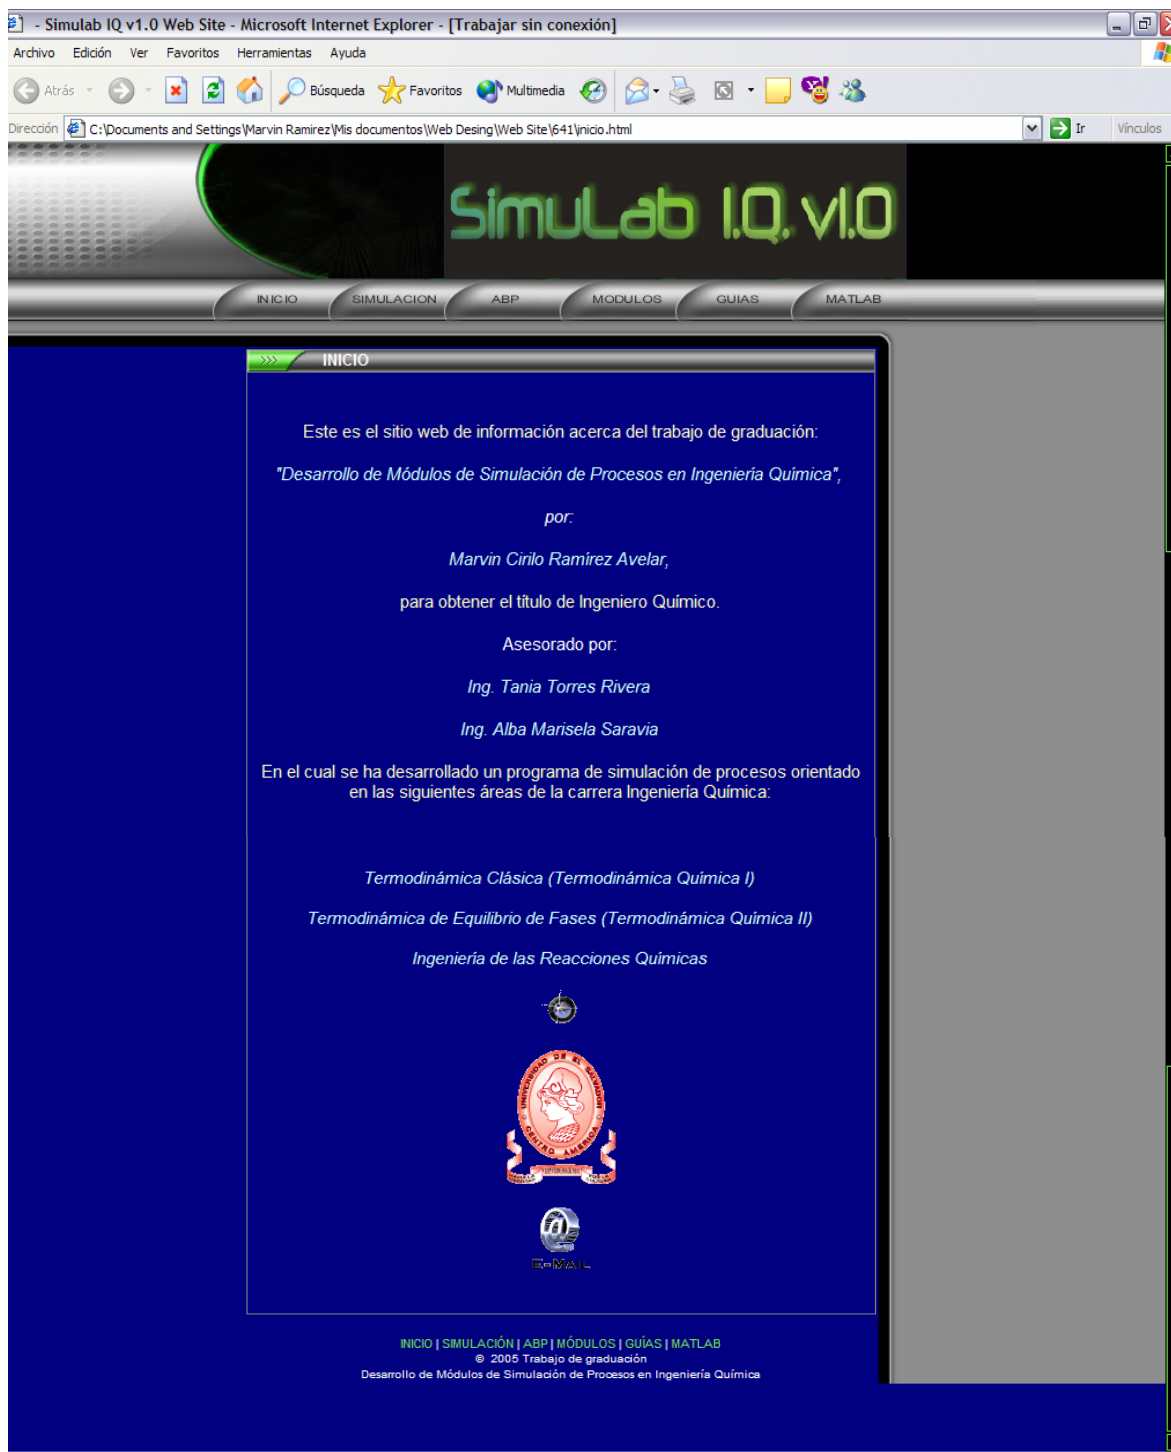 - Simulab IQ v1.0 Web Site - Microsoft Internet Explorer - [Trabajar sin conexión]
Archivo Edición Ver Favoritos Herramientas Ayuda
Atrás Búsqueda Favoritos Multimedia
Dirección C:\Documents and Settings\Marvin Ramirez\Mis documentos\Web Desing\Web Site\641\inicio.html Ir Vínculos
SimuLab I.Q. v1.0
INICIO SIMULACION ABP MODULOS GUIAS MATLAB
>>> INICIO
Este es el sitio web de información acerca del trabajo de graduación:
"Desarrollo de Módulos de Simulación de Procesos en Ingeniería Química",
por:
Marvin Cirilo Ramírez Avelar,
para obtener el título de Ingeniero Químico.
Asesorado por:
Ing. Tania Torres Rivera
Ing. Alba Marisela Saravia
En el cual se ha desarrollado un programa de simulación de procesos orientado
en las siguientes áreas de la carrera Ingeniería Química:
Termodinámica Clásica (Termodinámica Química I)
Termodinámica de Equilibrio de Fases (Termodinámica Química II)
Ingeniería de las Reacciones Químicas
UNIVERSIDAD DE EL SALVADOR
CENTRO AMERICA
E-MAIL
INICIO | SIMULACIÓN | ABP | MÓDULOS | GUÍAS | MATLAB
© 2005 Trabajo de graduación
Desarrollo de Módulos de Simulación de Procesos en Ingeniería Química